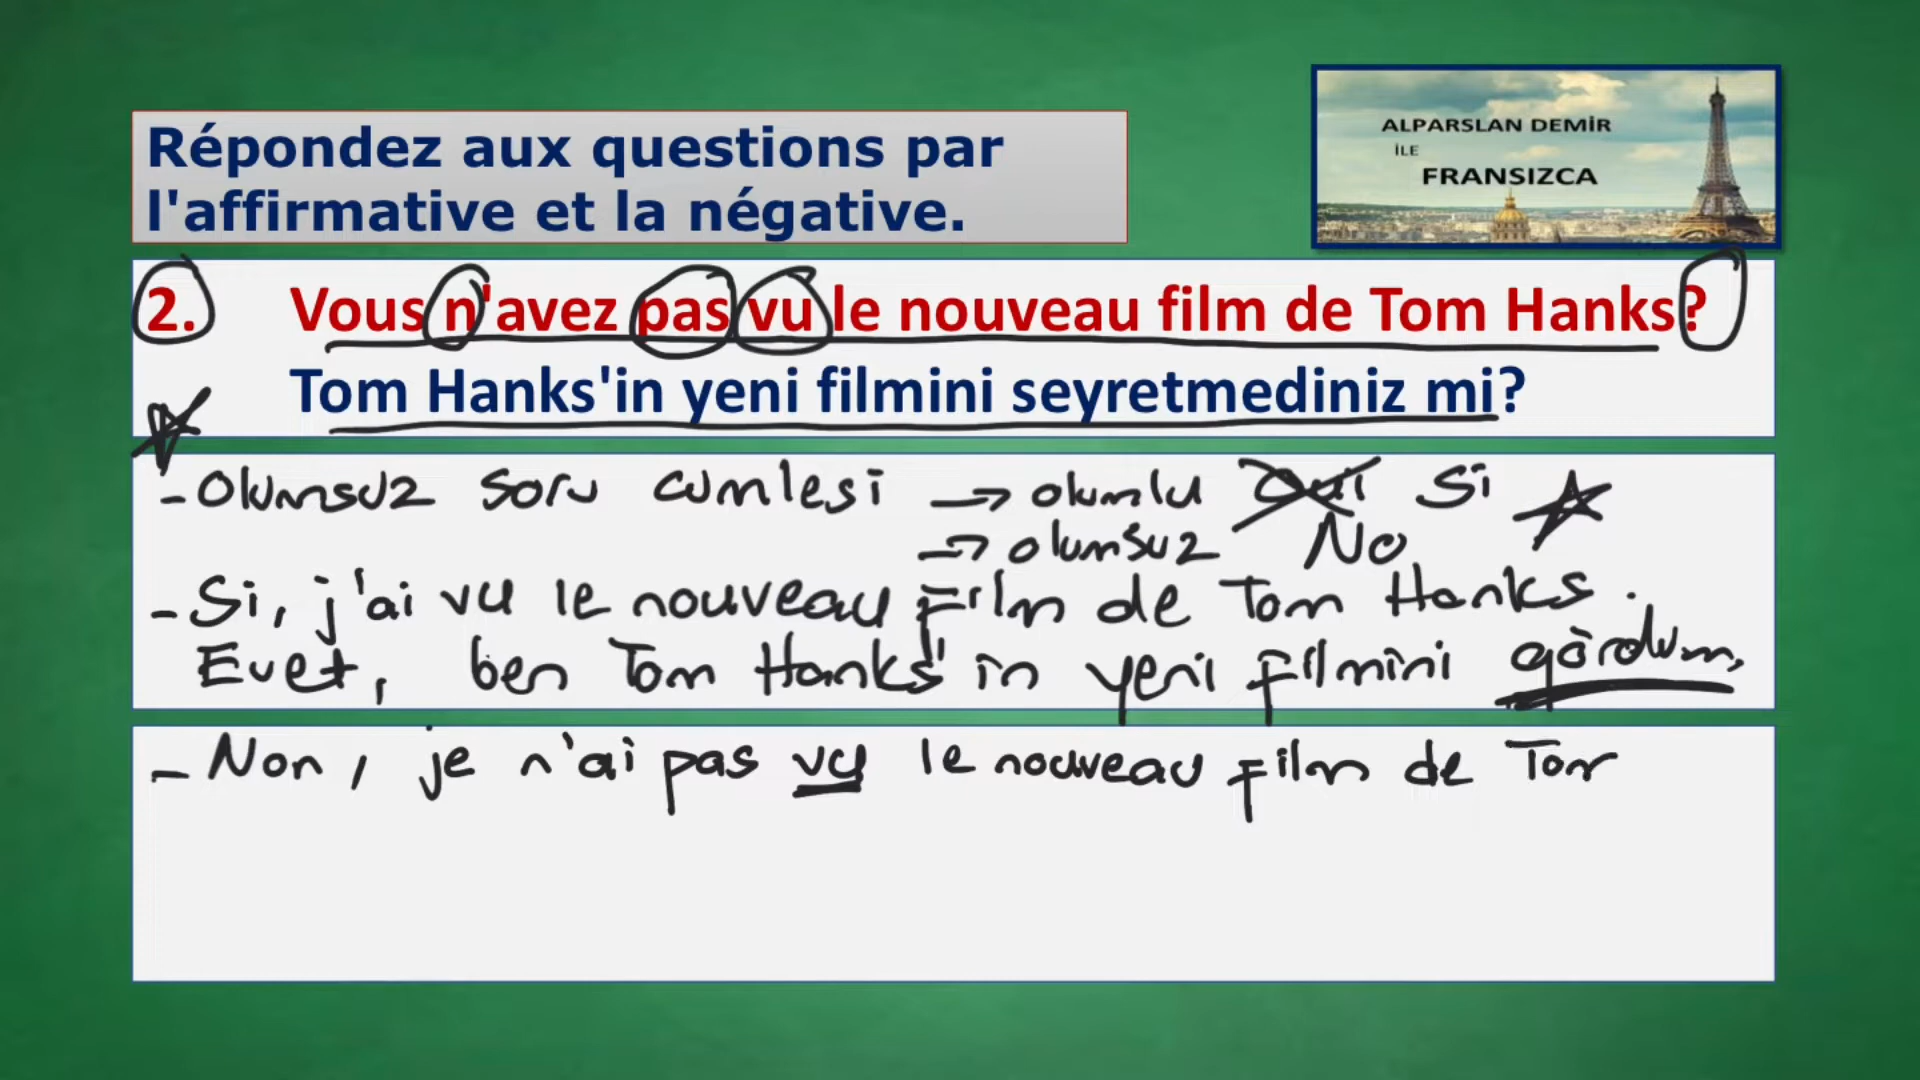 Répondez aux questions par
l'affirmative et la négative.
ALPARSLAN DEMİR
İLE
FRANSIZCA
2. Vous n'avez pas vu le nouveau film de Tom Hanks?
Tom Hanks'in yeni filmini seyretmediniz mi?
- Olumsuz soru cumlesi → olumlu Oui Si
→ olumsuz No
- Si, j'ai vu le nouveau film de Tom Hanks.
Evet, ben Tom Hanks'in yeni filmini gördum,
- Non, je n'ai pas vu le nouveau film de Tom